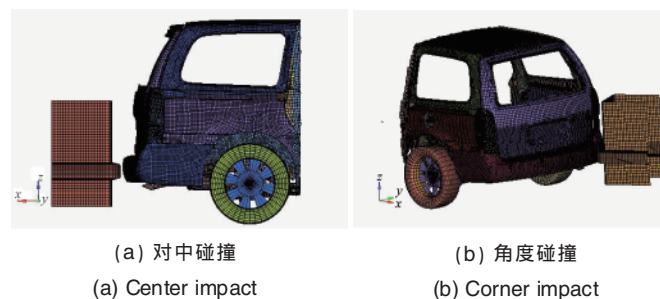 x
z
y
z
y
x
(a) 对中碰撞
(b) 角度碰撞
(a) Center impact
(b) Corner impact